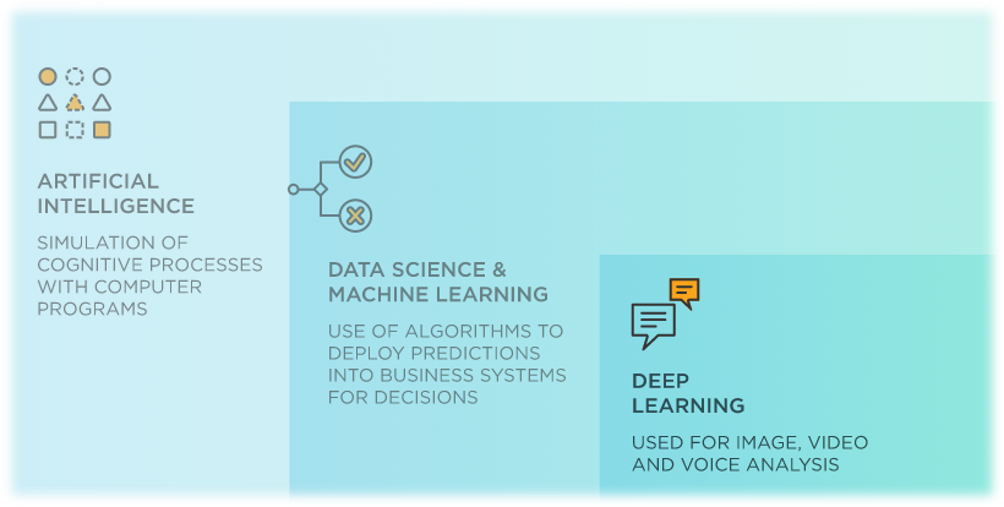 ARTIFICIAL
INTELLIGENCE
SIMULATION OF
COGNITIVE PROCESSES
WITH COMPUTER
PROGRAMS
DATA SCIENCE &
MACHINE LEARNING
USE OF ALGORITHMS TO
DEPLOY PREDICTIONS
INTO BUSINESS SYSTEMS
FOR DECISIONS
DEEP
LEARNING
USED FOR IMAGE, VIDEO
AND VOICE ANALYSIS